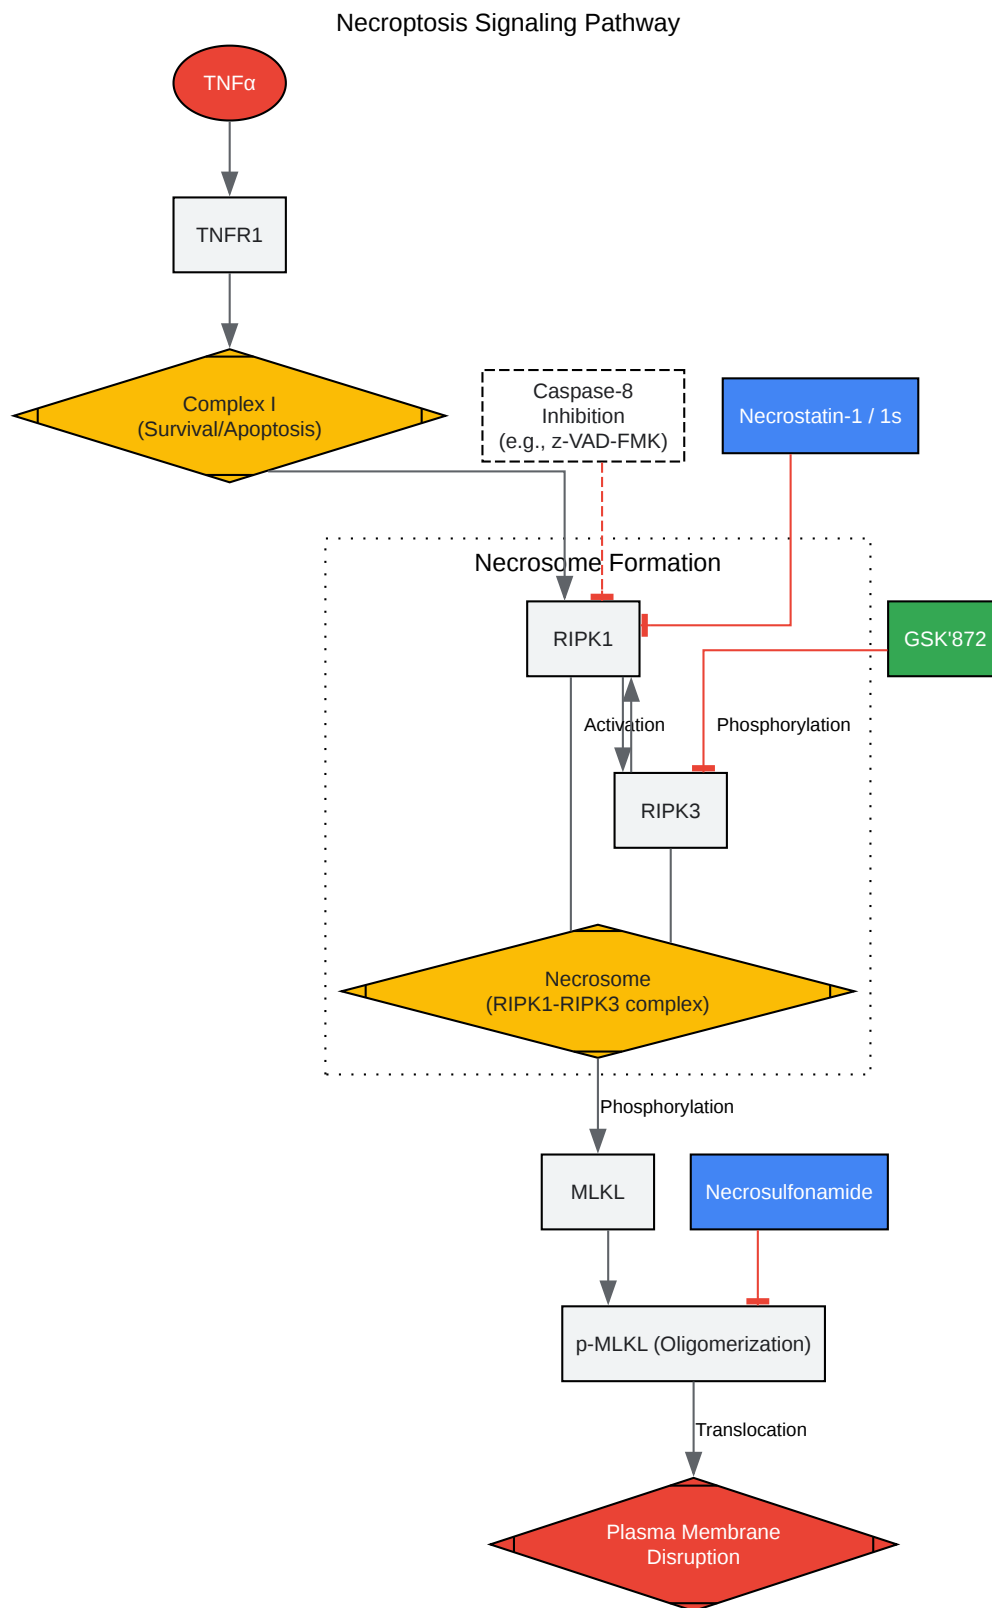 Necroptosis Signaling Pathway
TNFα
TNFR1
Complex I
(Survival/Apoptosis)
Caspase-8
Inhibition
(e.g., z-VAD-FMK)
Necrostatin-1 / 1s
Necrosome Formation
RIPK1
GSK'872
Activation
Phosphorylation
RIPK3
Necrosome
(RIPK1-RIPK3 complex)
Phosphorylation
MLKL
Necrosulfonamide
p-MLKL (Oligomerization)
Translocation
Plasma Membrane
Disruption